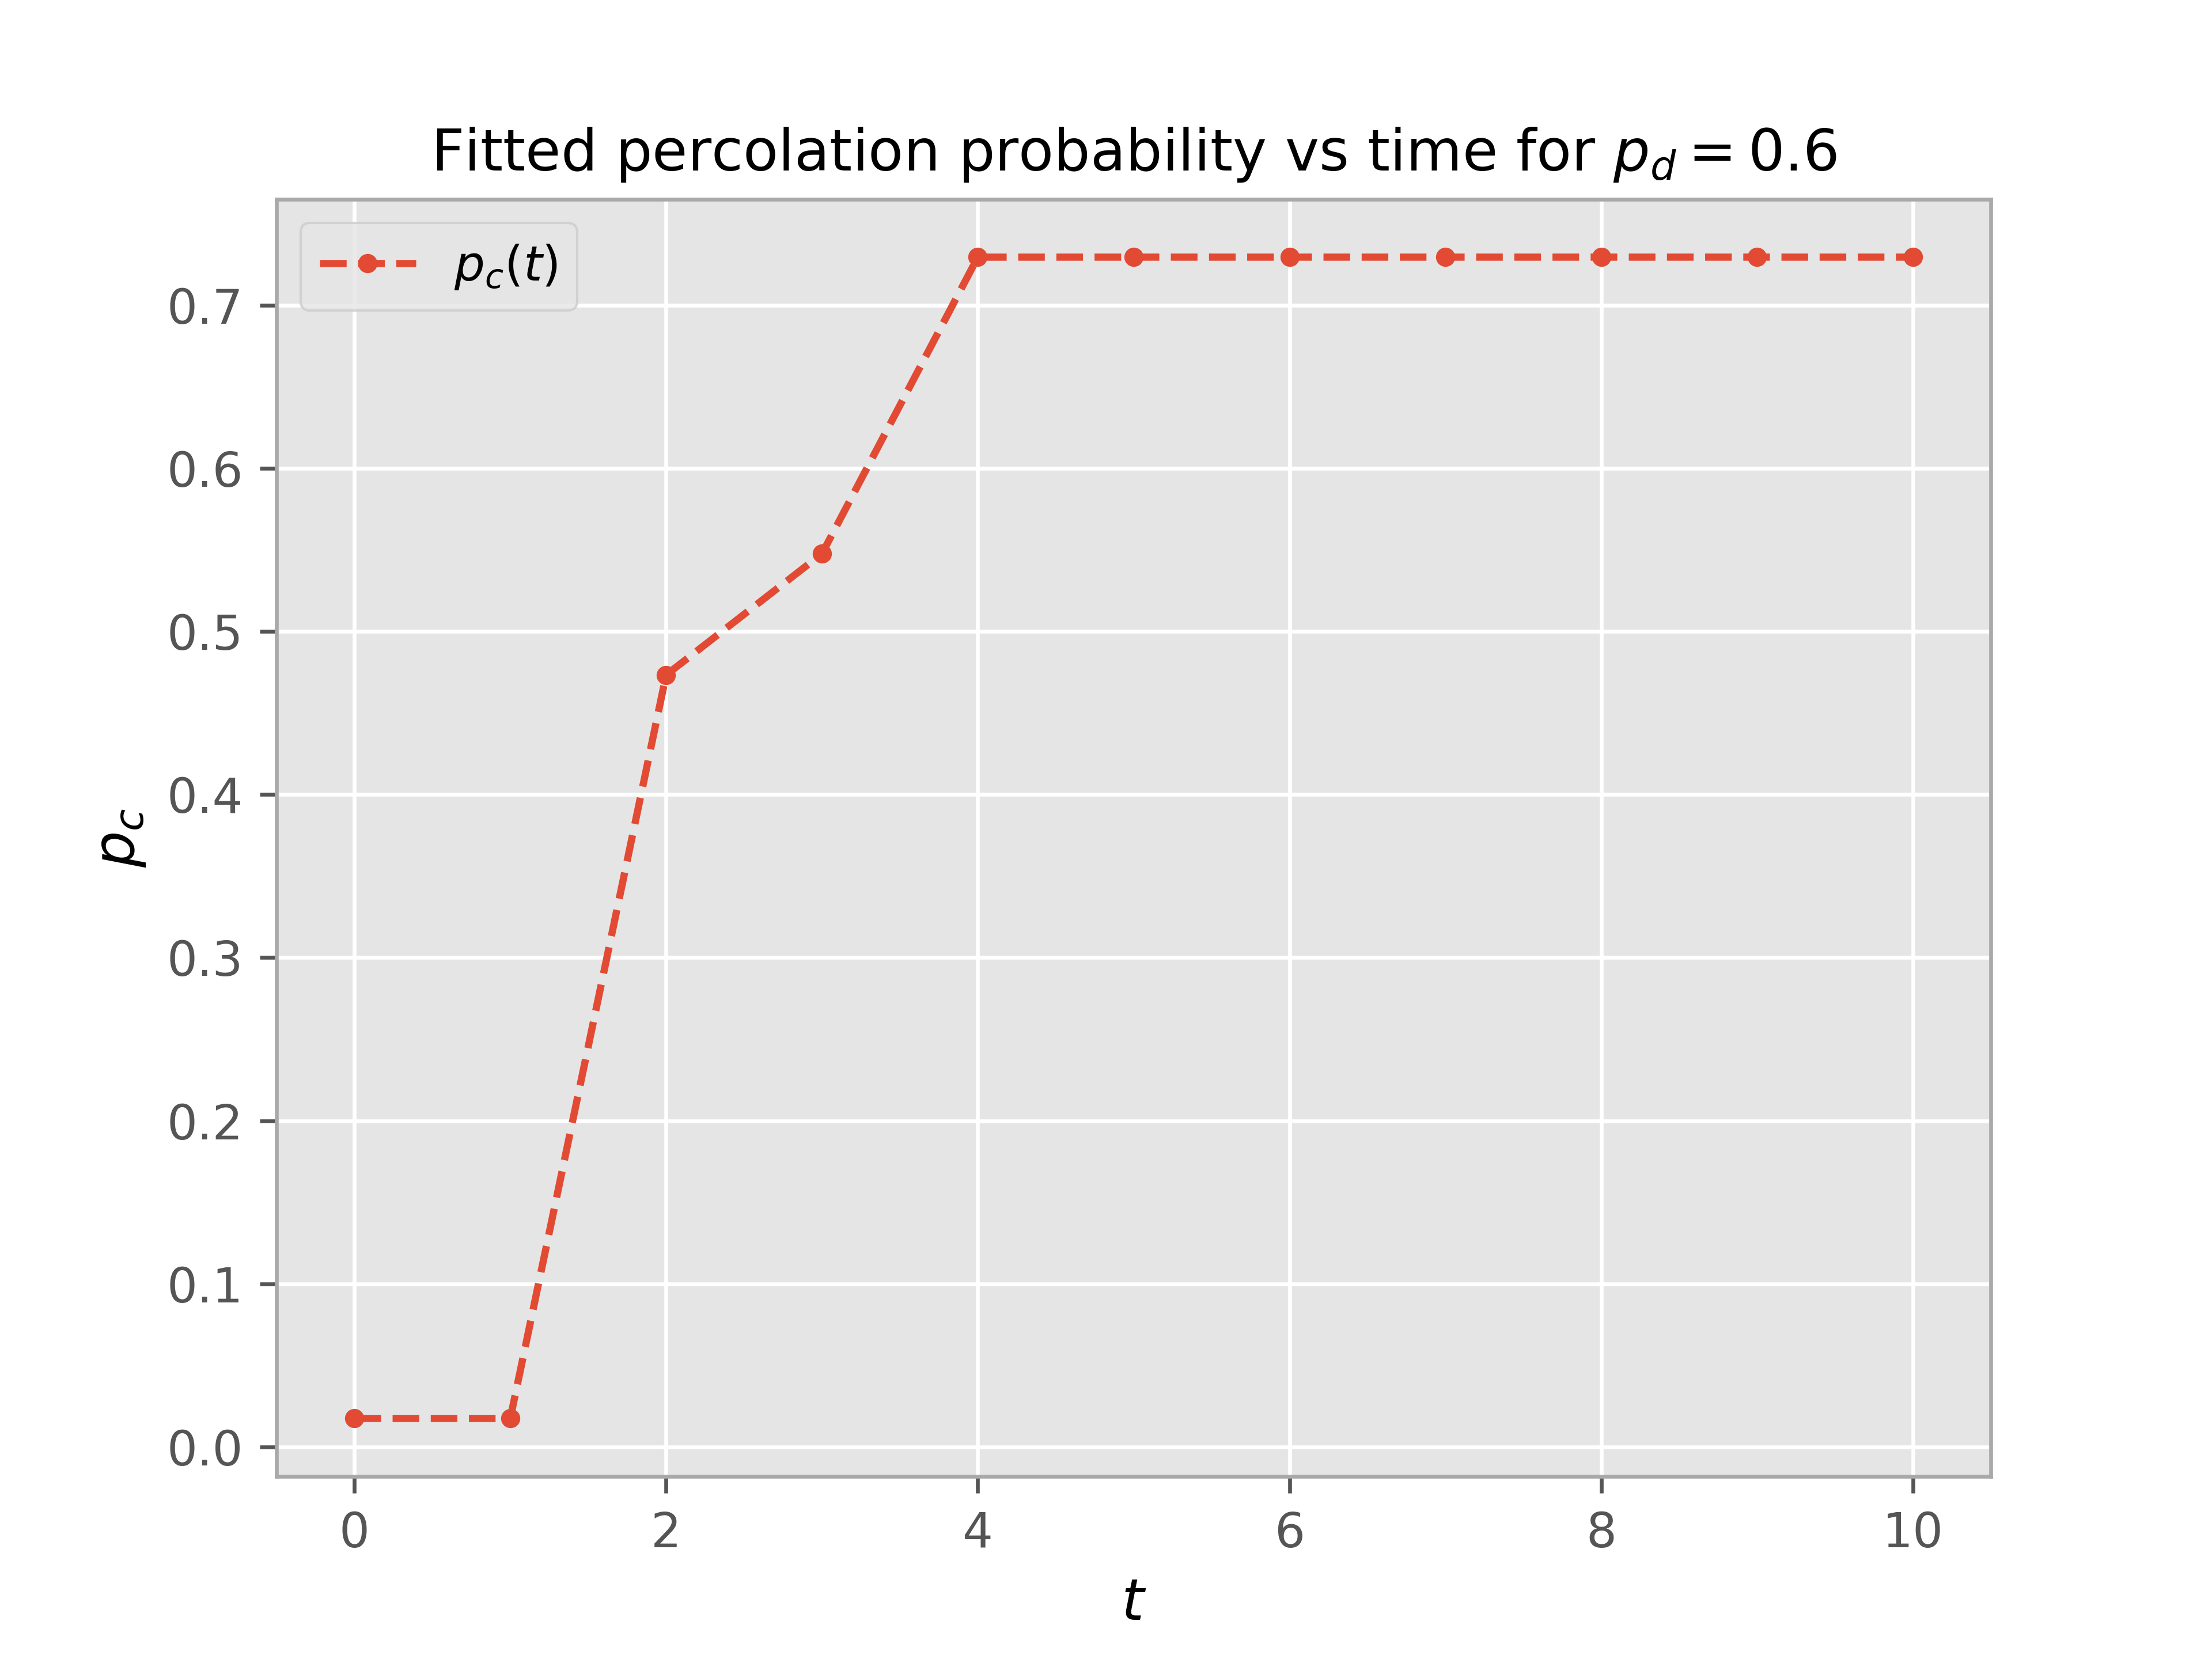 Fitted percolation probability vs time for $p_d = 0.6$
$p_c(t)$
0.7
0.6
0.5
0.4
0.3
0.2
0.1
0.0
$p_c$
0 2 4 6 8 10
$t$